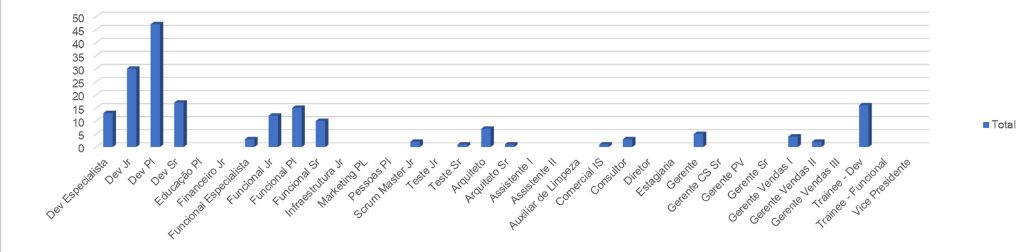 50
45
40
35
30
25
20
15
10
5
0
Total
Dev Especialista
Dev Jr
Dev Pl
Dev Sr
Educação Pl
Financeiro Jr
Funcional Especialista
Funcional Jr
Funcional Pl
Funcional Sr
Infraestrutura Jr
Marketing PL
Pessoas Pl
Scrum Master Jr
Teste Jr
Teste Sr
Arquiteto
Arquiteto Sr
Assistente I
Assistente II
Auxiliar de Limpeza
Comercial IS
Consultor
Diretor
Estagiaria
Gerente
Gerente CS Sr
Gerente PV
Gerente Sr
Gerente Vendas I
Gerente Vendas II
Gerente Vendas III
Trainee - Dev
Trainee - Funcional
Vice Presidente